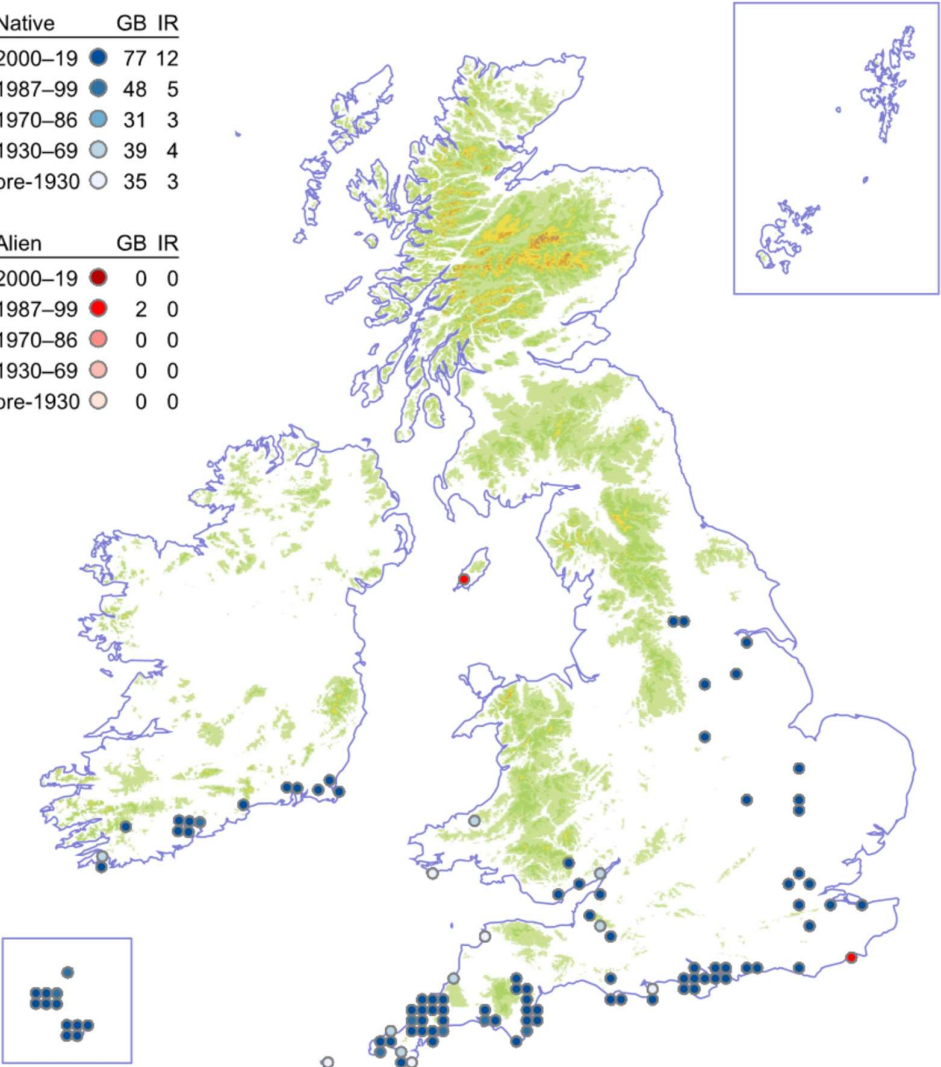 Native GB IR
2000–19 77 12
1987–99 48 5
1970–86 31 3
1930–69 39 4
pre-1930 35 3
Alien GB IR
2000–19 0 0
1987–99 2 0
1970–86 0 0
1930–69 0 0
pre-1930 0 0